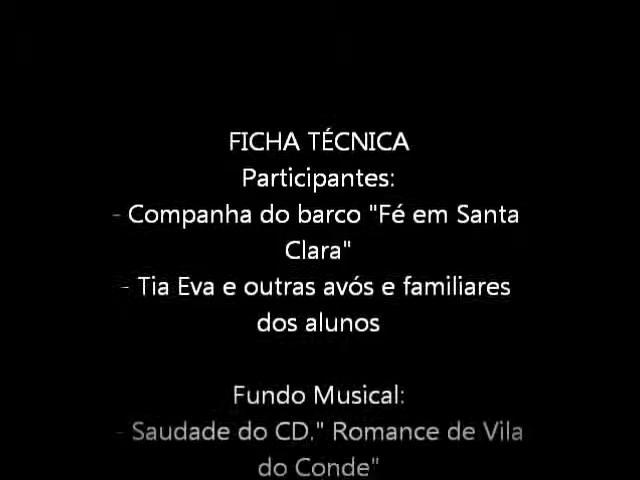 FICHA TÉCNICA
Participantes:
- Companha do barco "Fé em Santa
Clara"
- Tia Eva e outras avós e familiares
dos alunos
Fundo Musical:
- Saudade do CD." Romance de Vila
do Conde"